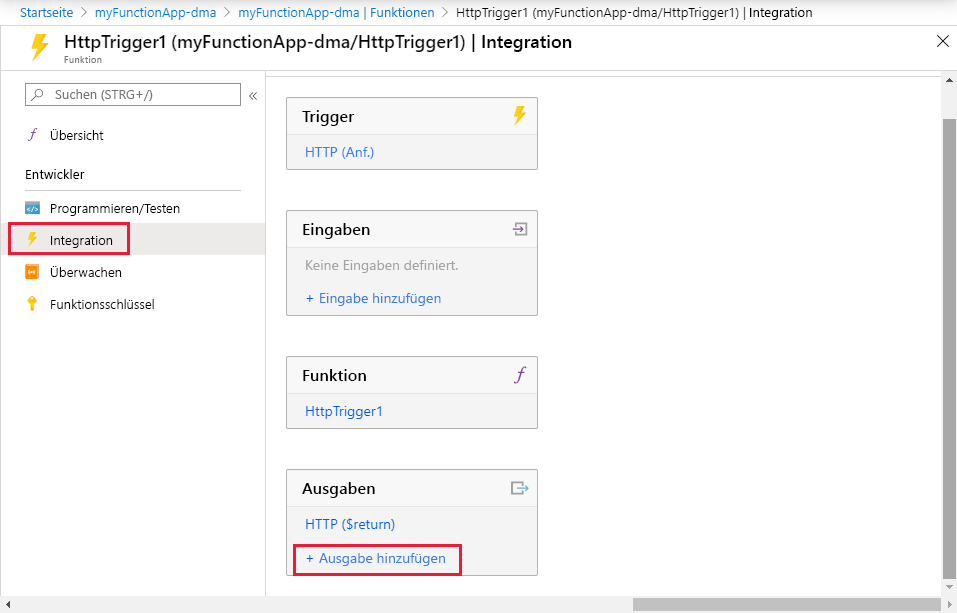 Startseite > myFunctionApp-dma > myFunctionApp-dma | Funktionen > HttpTrigger1 (myFunctionApp-dma/HttpTrigger1) | Integration
HttpTrigger1 (myFunctionApp-dma/HttpTrigger1) | Integration
Funktion
Suchen (STRG+/)
«
Übersicht
Entwickler
Programmieren/Testen
Integration
Überwachen
Funktionsschlüssel
Trigger
HTTP (Anf.)
Eingaben
Keine Eingaben definiert.
+ Eingabe hinzufügen
Funktion
HttpTrigger1
Ausgaben
HTTP ($return)
+ Ausgabe hinzufügen